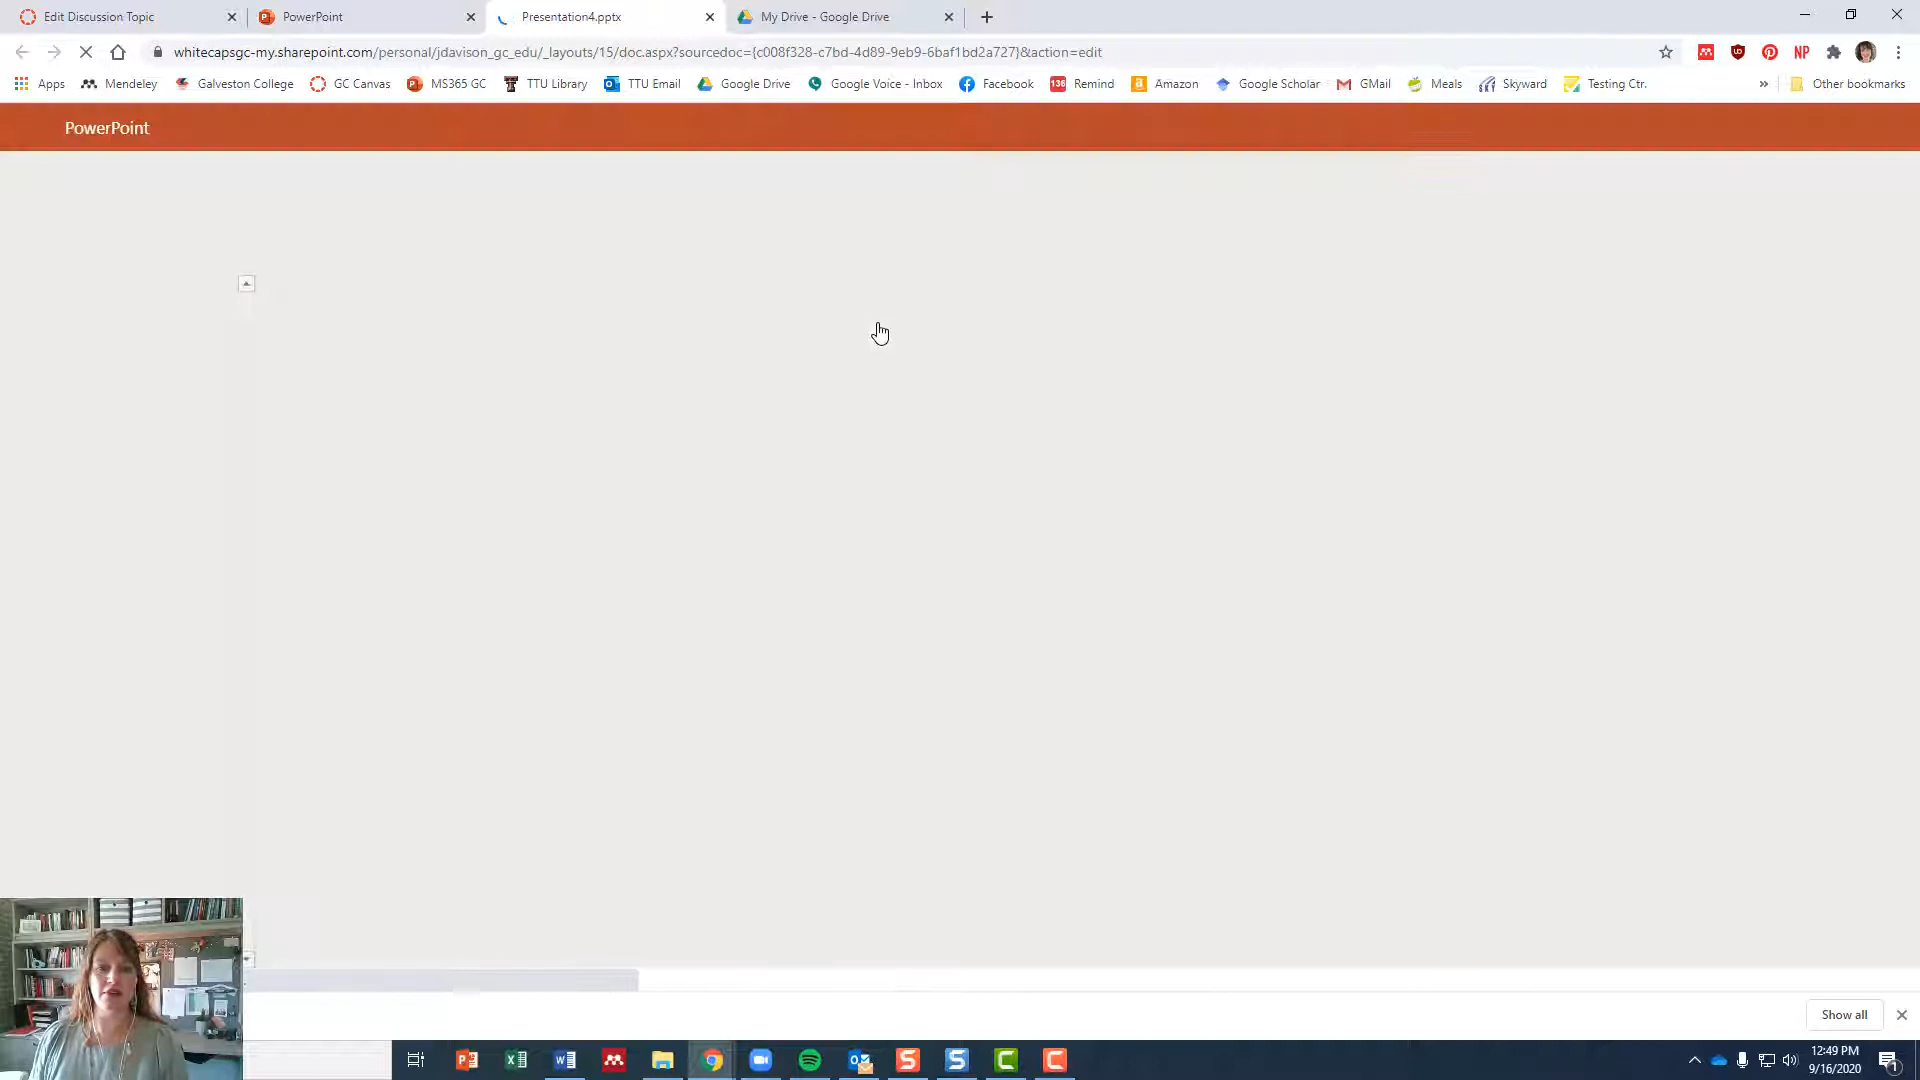 Edit Discussion Topic
PowerPoint
Presentation4.pptx
My Drive - Google Drive
whitecapsgc-my.sharepoint.com/personal/jdavison_gc_edu/_layouts/15/doc.aspx?sourcedoc={c008f328-c7bd-4d89-9eb9-6baf1bd2a727}&action=edit
NP
Apps Mendeley Galveston College GC Canvas MS365 GC TTU Library TTU Email Google Drive Google Voice - Inbox Facebook 136 Remind Amazon Google Scholar GMail Meals Skyward Testing Ctr. » Other bookmarks
PowerPoint
Show all
12:49 PM
9/16/2020
1